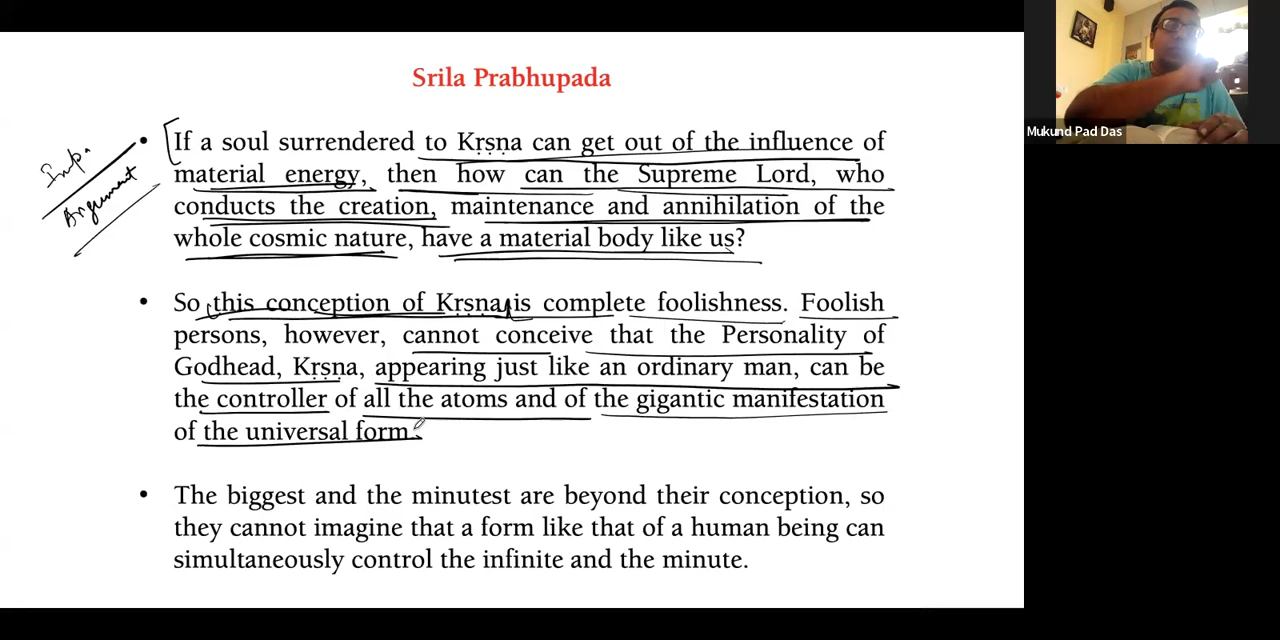 Srila Prabhupada
Imp.
Argument
• If a soul surrendered to Kṛṣṇa can get out of the influence of
material energy, then how can the Supreme Lord, who
conducts the creation, maintenance and annihilation of the
whole cosmic nature, have a material body like us?
• So this conception of Kṛṣṇa is complete foolishness. Foolish
persons, however, cannot conceive that the Personality of
Godhead, Kṛṣṇa, appearing just like an ordinary man, can be
the controller of all the atoms and of the gigantic manifestation
of the universal form.
• The biggest and the minutest are beyond their conception, so
they cannot imagine that a form like that of a human being can
simultaneously control the infinite and the minute.
Mukund Pad Das